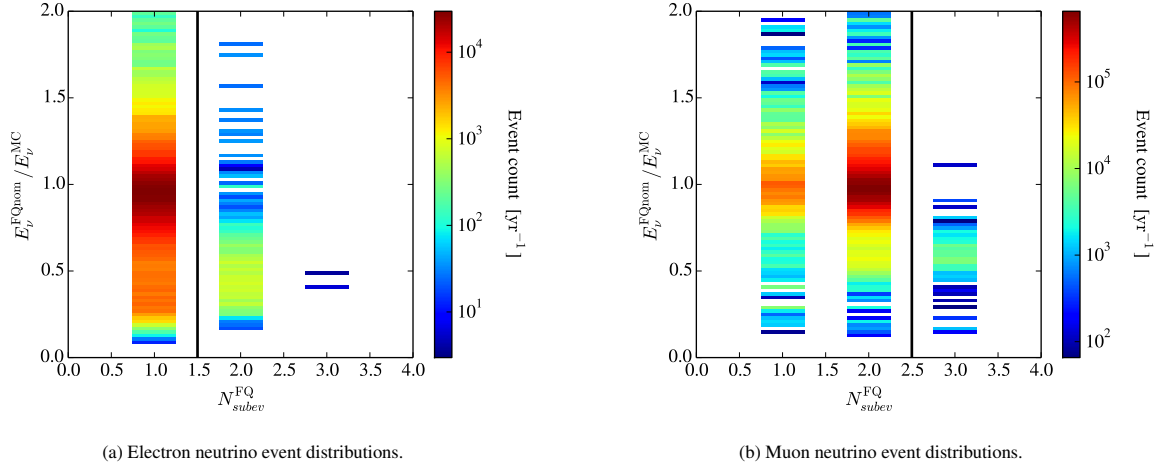 2.0
1.5
1.0
0.5
0.0
0.0 0.5 1.0 1.5 2.0 2.5 3.0 3.5 4.0
E_ν^FQnom / E_ν^MC
N_subev^FQ
10^4
10^3
10^2
10^1
Event count [yr^−1]
(a) Electron neutrino event distributions.
2.0
1.5
1.0
0.5
0.0
0.0 0.5 1.0 1.5 2.0 2.5 3.0 3.5 4.0
E_ν^FQnom / E_ν^MC
N_subev^FQ
10^5
10^4
10^3
10^2
Event count [yr^−1]
(b) Muon neutrino event distributions.